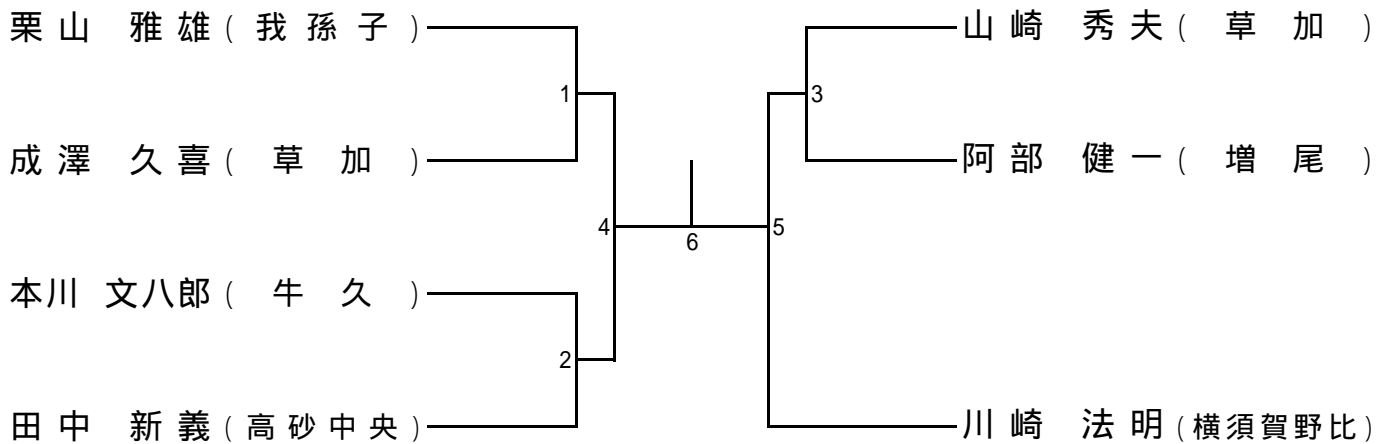 栗山 雅雄 ( 我孫子 )
1
成澤 久喜 ( 草加 )
4
本川 文八郎 ( 牛久 )
2
田中 新義 ( 高砂中央 )
6
山崎 秀夫 ( 草加 )
3
阿部 健一 ( 増尾 )
5
川崎 法明 ( 横須賀野比 )